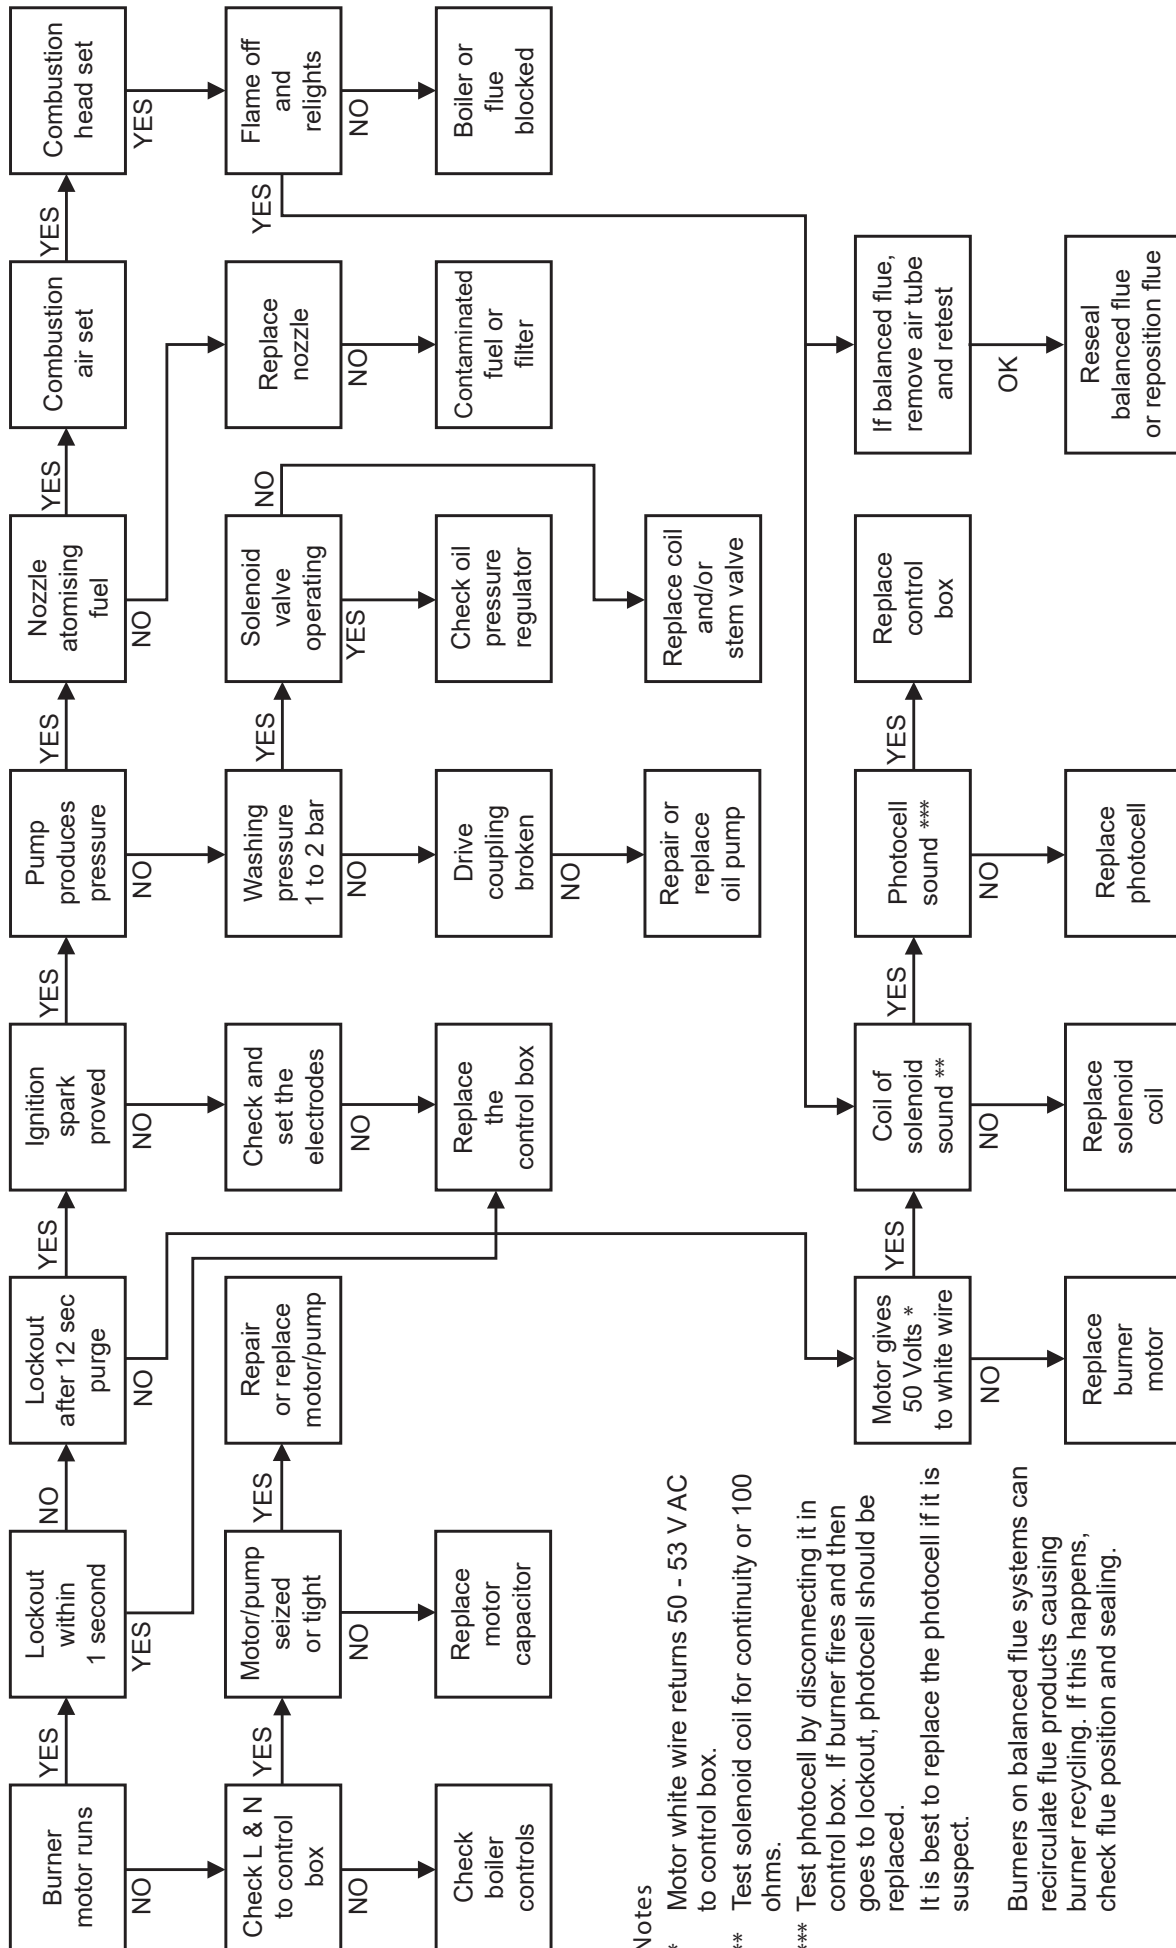 Burner
motor runs
YES
Lockout
within
1 second
NO
Lockout
after 12 sec
purge
YES
Ignition
spark
proved
YES
Pump
produces
pressure
YES
Nozzle
atomising
fuel
YES
Combustion
air set
YES
Combustion
head set
NO
YES
NO
NO
NO
NO
YES
Check L & N
to control
box
YES
Motor/pump
seized
or tight
YES
Repair
or replace
motor/pump
Check and
set the
electrodes
Washing
pressure
1 to 2 bar
YES
Solenoid
valve
operating
NO
Replace
nozzle
YES
Flame off
and
relights
NO
NO
NO
NO
YES
NO
NO
Check
boiler
controls
Replace
motor
capacitor
Replace
the
control box
Drive
coupling
broken
Check oil
pressure
regulator
Contaminated
fuel or
filter
Boiler or
flue
blocked
NO
Repair or
replace
oil pump
Replace coil
and/or
stem valve
Notes
* Motor white wire returns 50 - 53 V AC
to control box.
** Test solenoid coil for continuity or 100
ohms.
*** Test photocell by disconnecting it in
control box. If burner fires and then
goes to lockout, photocell should be
replaced.
It is best to replace the photocell if it is
suspect.
Burners on balanced flue systems can
recirculate flue products causing
burner recycling. If this happens,
check flue position and sealing.
Motor gives
50 Volts *
to white wire
YES
Coil of
solenoid
sound **
YES
Photocell
sound ***
YES
Replace
control
box
If balanced flue,
remove air tube
and retest
NO
NO
NO
OK
Replace
burner
motor
Replace
solenoid
coil
Replace
photocell
Reseal
balanced flue
or reposition flue